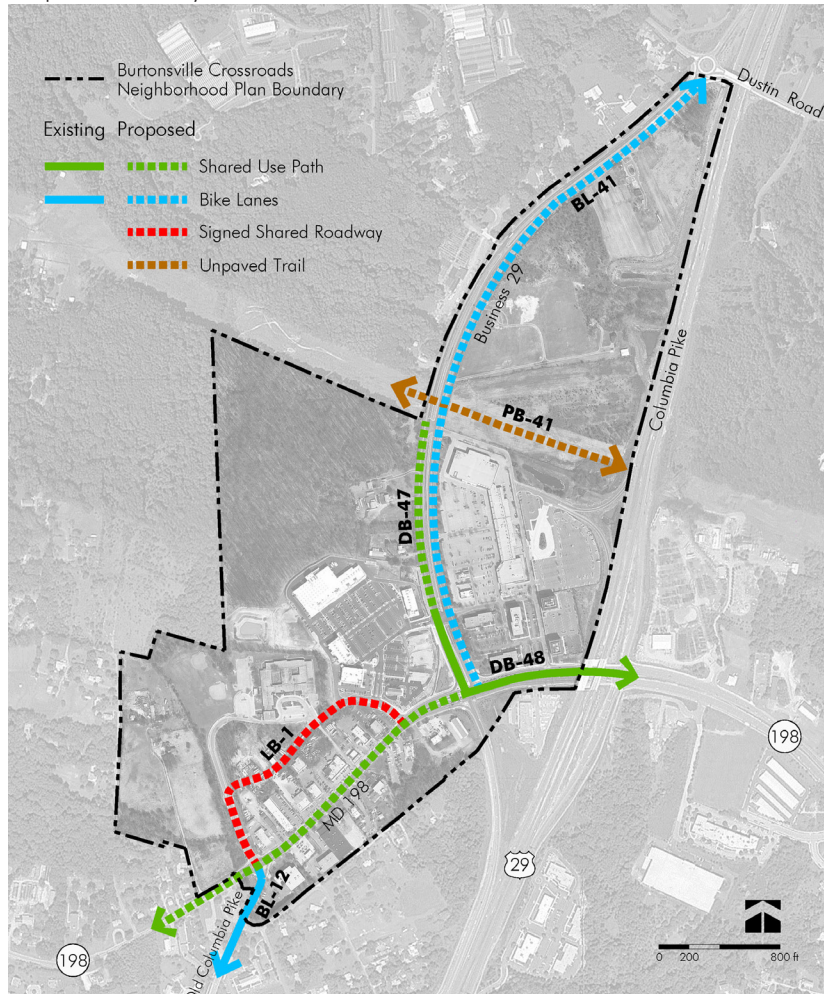 Burtonsville Crossroads
Neighborhood Plan Boundary
Existing Proposed
Shared Use Path
Bike Lanes
Signed Shared Roadway
Unpaved Trail
Dustin Road
BL-41
Business 29
Columbia Pike
PB-41
DB-47
DB-48
LB-1
MD 198
198
29
BL-12
Old Columbia Pike
198
0 200 800 ft